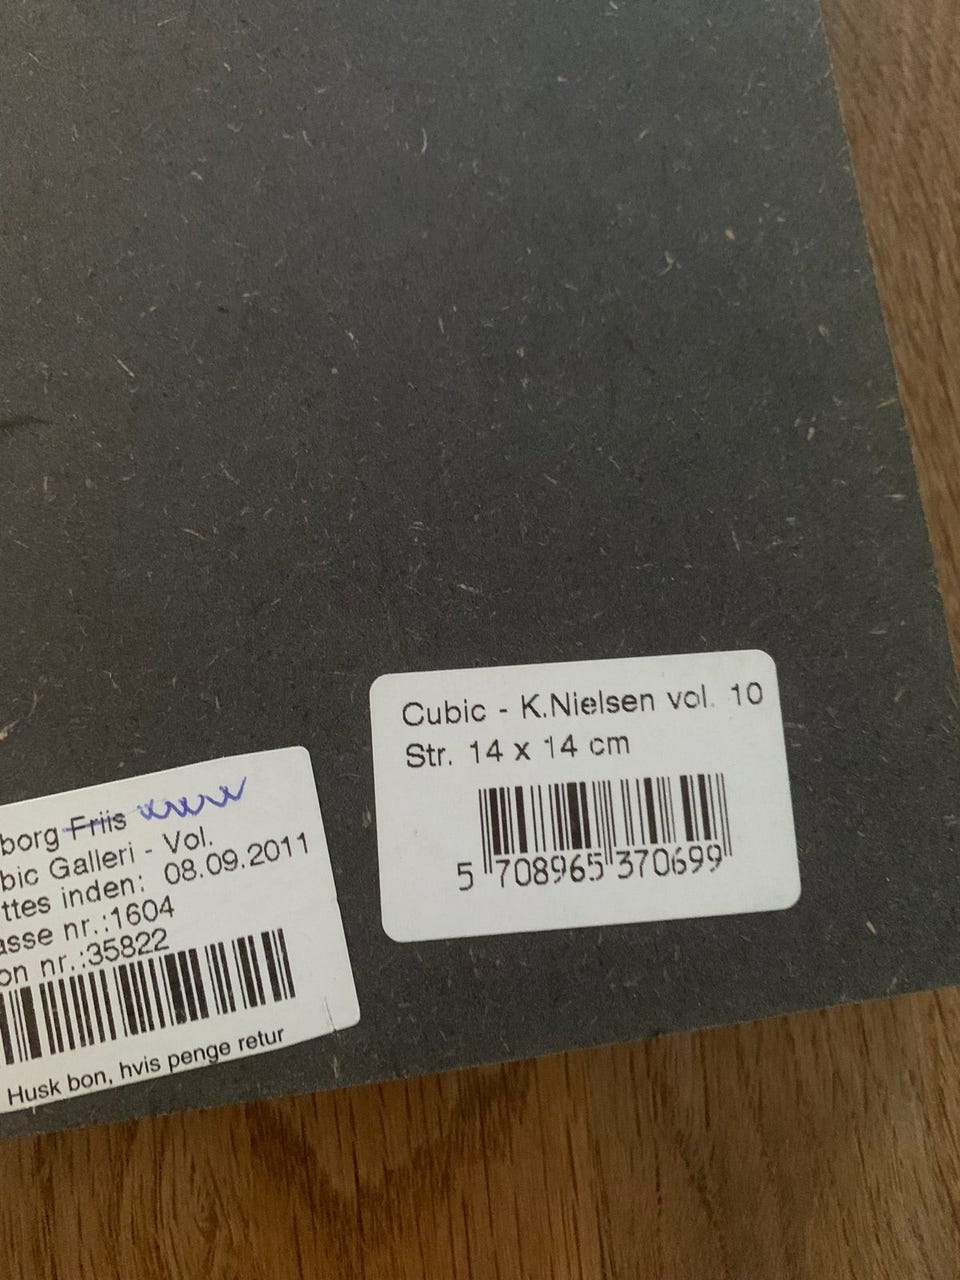 Cubic - K.Nielsen vol. 10
Str. 14 x 14 cm
5 708965 370699
borg Friis
bic Galleri - Vol.
ttes inden: 08.09.2011
asse nr.:1604
on nr.:35822
Husk bon, hvis penge retur